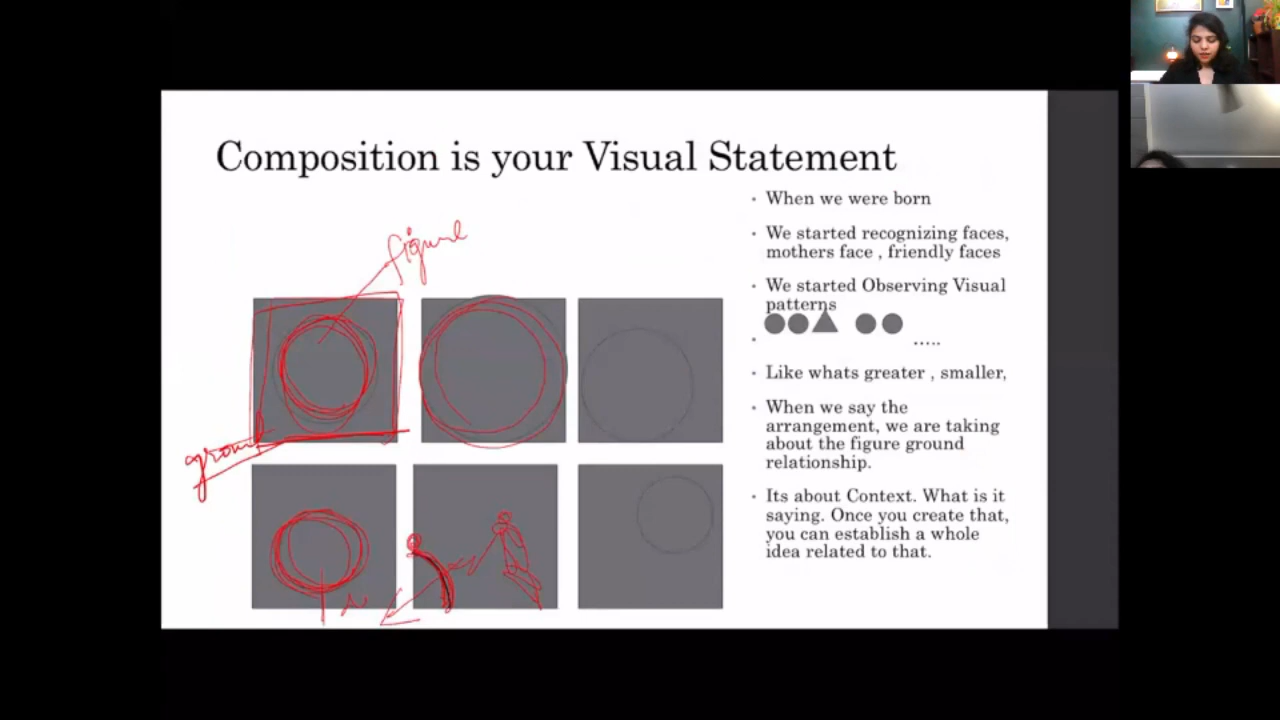 Composition is your Visual Statement
figure
ground
When we were born
We started recognizing faces,
mothers face , friendly faces
We started Observing Visual
patterns
.....
Like whats greater , smaller,
When we say the
arrangement, we are taking
about the figure ground
relationship.
Its about Context. What is it
saying. Once you create that,
you can establish a whole
idea related to that.